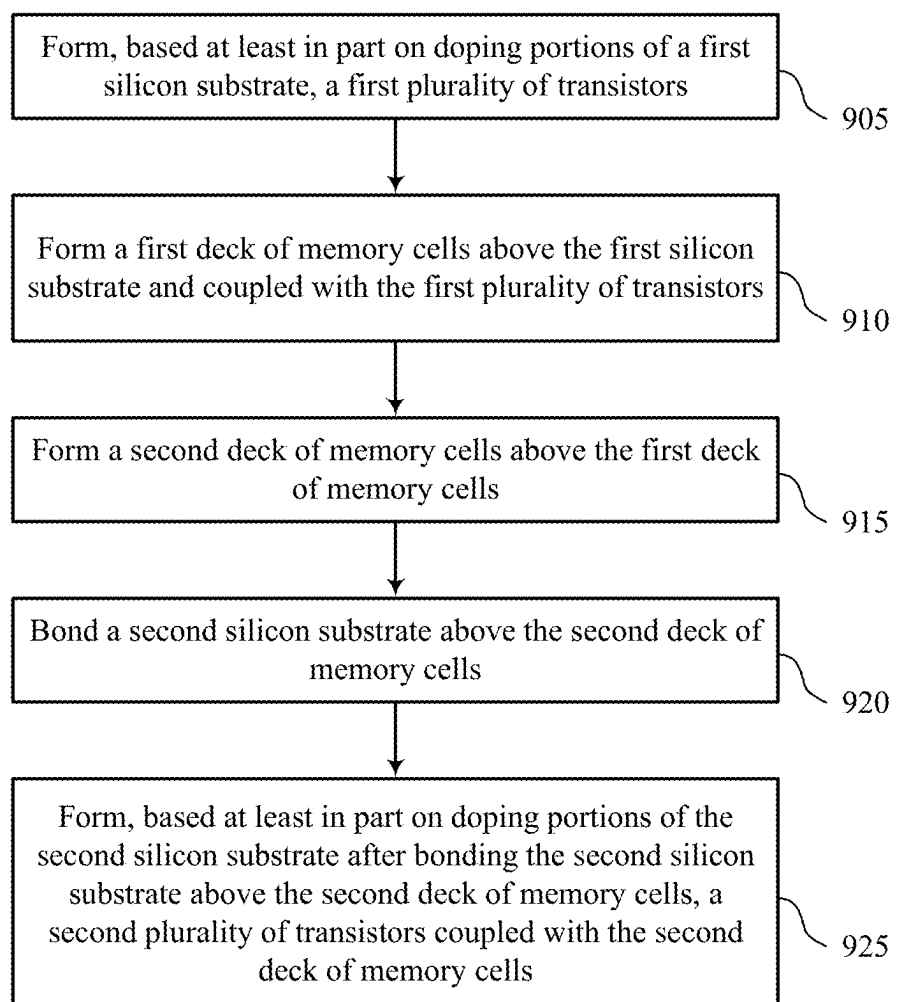 Form, based at least in part on doping portions of a first
silicon substrate, a first plurality of transistors
905
Form a first deck of memory cells above the first silicon
substrate and coupled with the first plurality of transistors
910
Form a second deck of memory cells above the first deck
of memory cells
915
Bond a second silicon substrate above the second deck of
memory cells
920
Form, based at least in part on doping portions of the
second silicon substrate after bonding the second silicon
substrate above the second deck of memory cells, a
second plurality of transistors coupled with the second
deck of memory cells
925